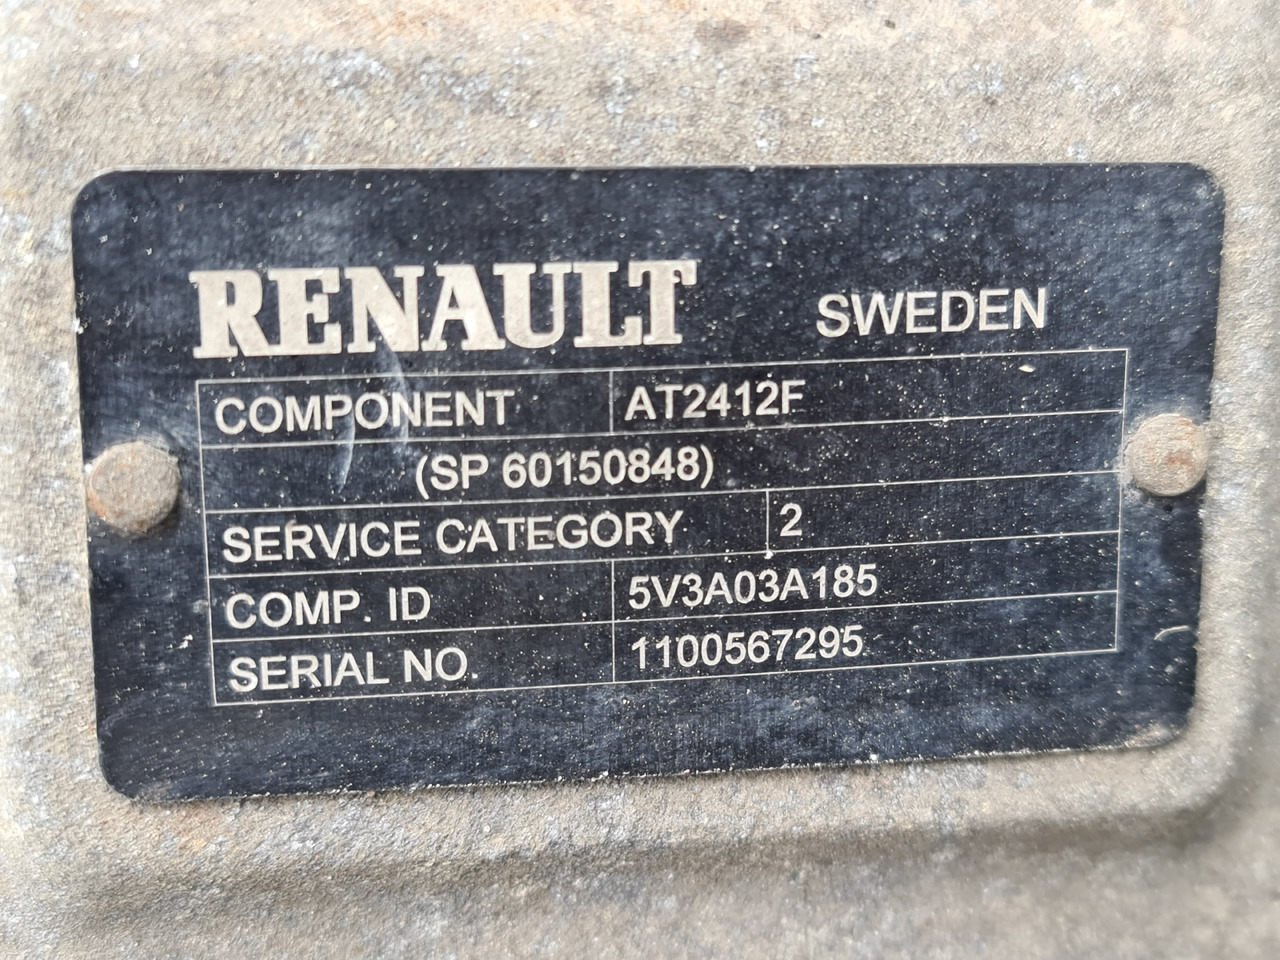 RENAULT SWEDEN
COMPONENT AT2412F
(SP 60150848)
SERVICE CATEGORY 2
COMP. ID 5V3A03A185
SERIAL NO. 1100567295